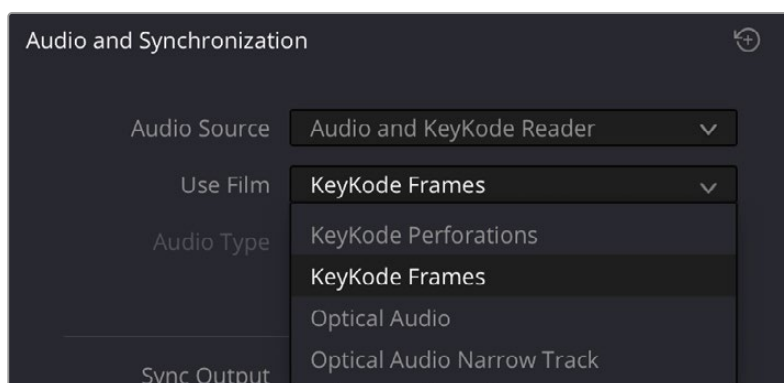 Audio and Synchronization
Audio Source Audio and KeyKode Reader
Use Film KeyKode Frames
Audio Type KeyKode Perforations
KeyKode Frames
Optical Audio
Optical Audio Narrow Track
Sync Output